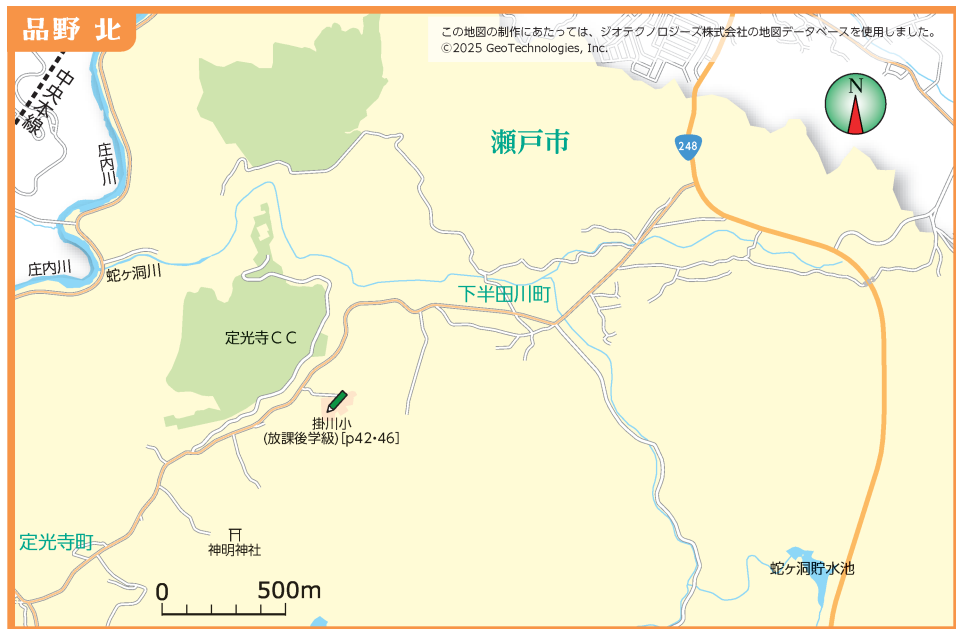 品野 北
この地図の制作にあたっては、ジオテクノロジーズ株式会社の地図データベースを使用しました。
©2025 GeoTechnologies, Inc.
中央本線
N
瀬戸市
248
庄内川
庄内川
蛇ヶ洞川
下半田川町
定光寺ＣＣ
掛川小
(放課後学級)[p42・46]
定光寺町
神明神社
蛇ヶ洞貯水池
0
500m